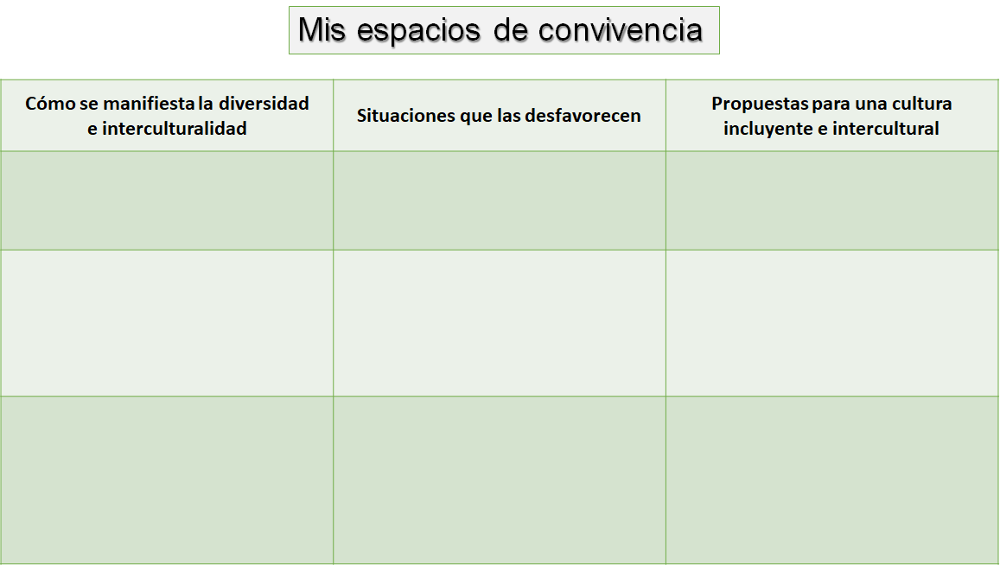 Mis espacios de convivencia
Cómo se manifiesta la diversidad
e interculturalidad
Situaciones que las desfavorecen
Propuestas para una cultura
incluyente e intercultural